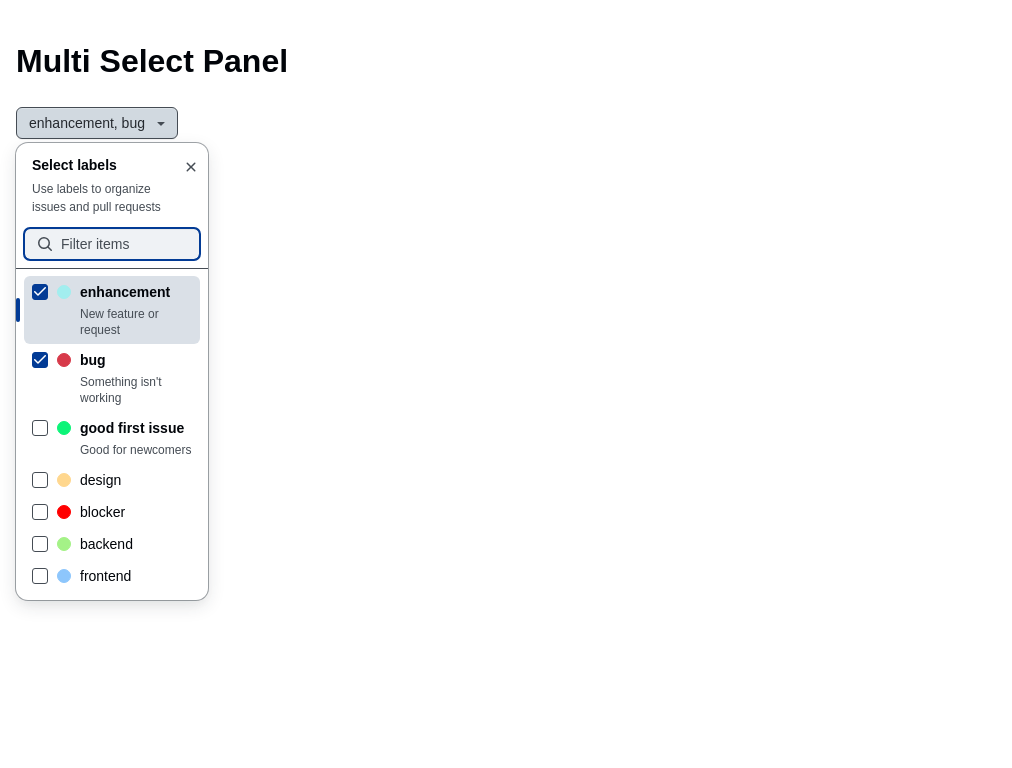 Multi Select Panel
enhancement, bug
Select labels
Use labels to organize
issues and pull requests
Filter items
enhancement
New feature or
request
bug
Something isn't
working
good first issue
Good for newcomers
design
blocker
backend
frontend